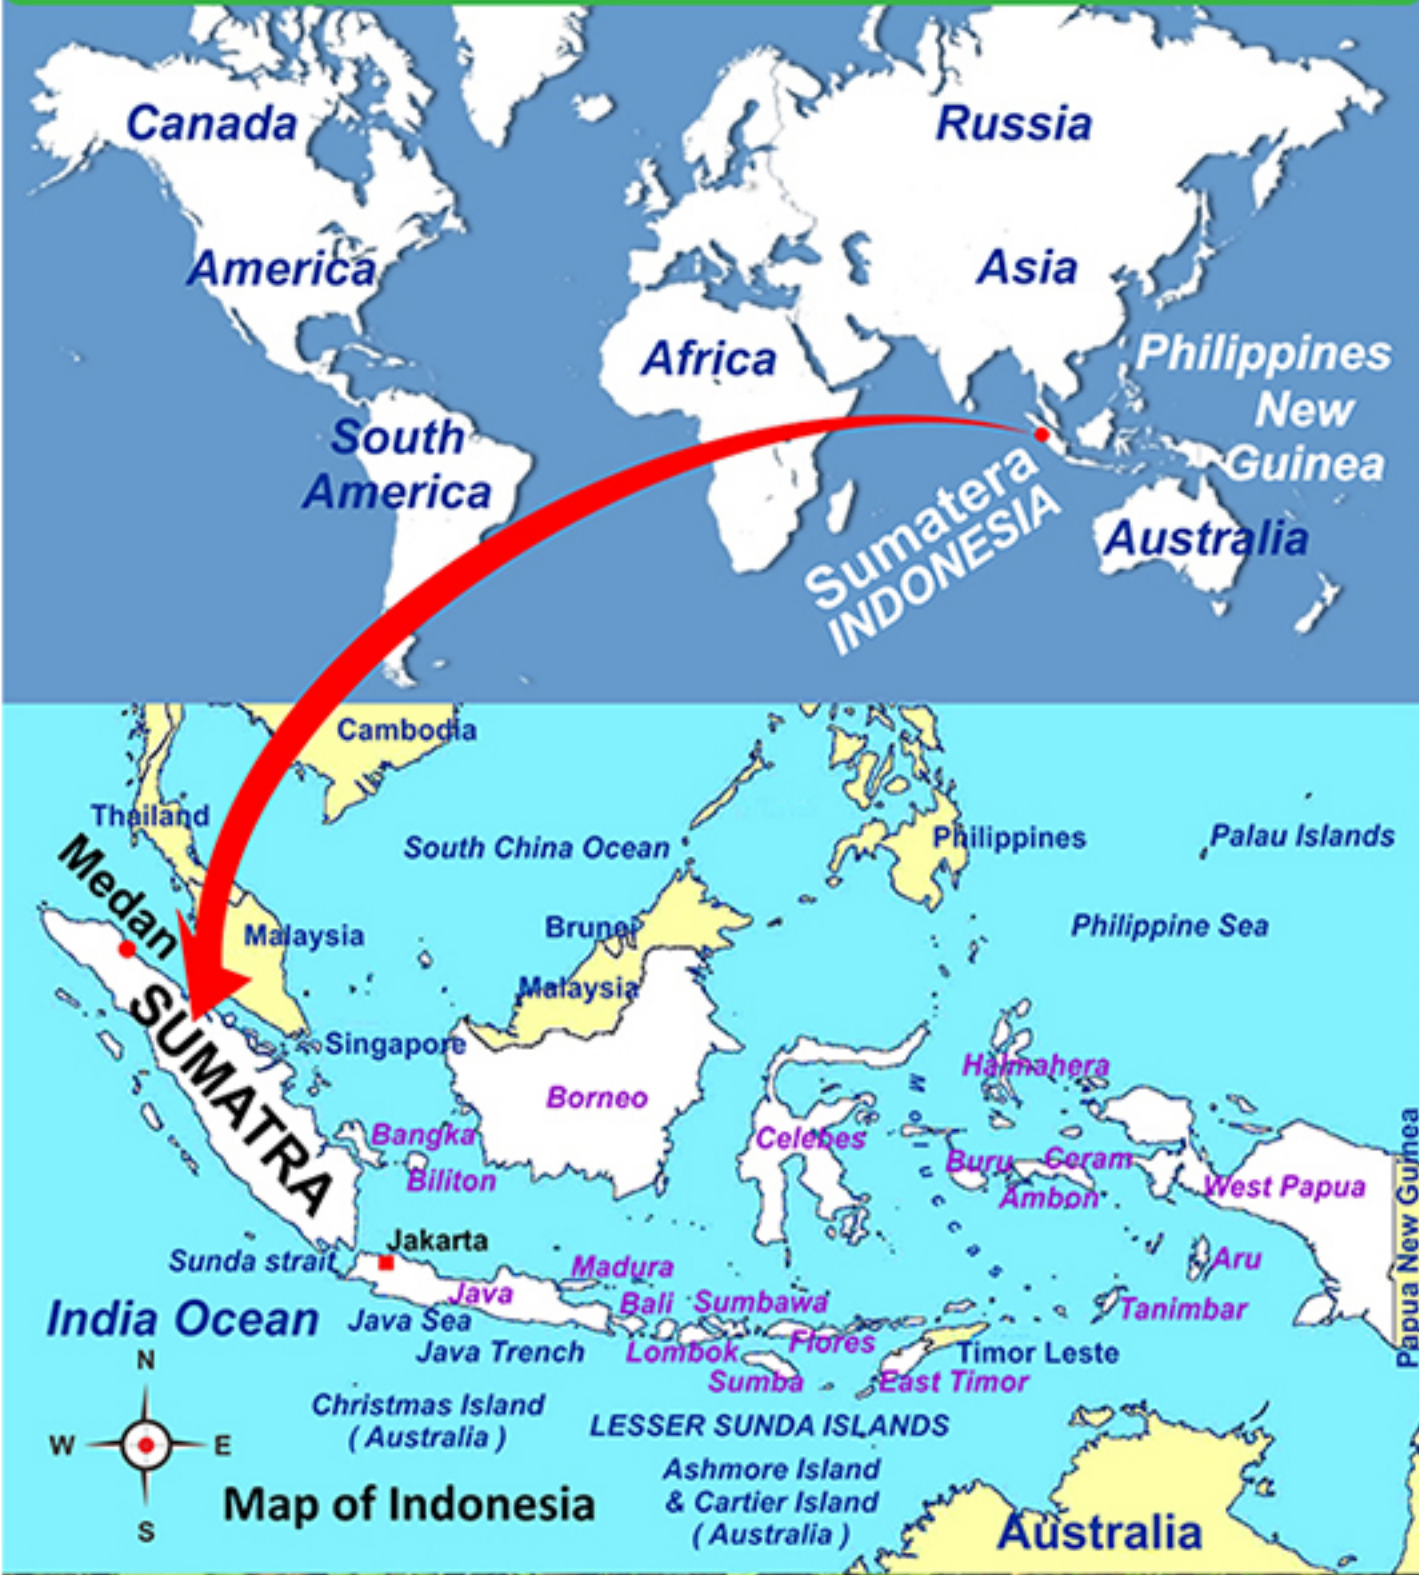 Canada
Russia
America
Asia
Africa
Philippines
New
Guinea
South
America
Sumatera
INDONESIA
Australia
Cambodia
Thailand
South China Ocean
Philippines
Palau Islands
Medan
Malaysia
Brunei
Philippine Sea
Malaysia
SUMATRA
Singapore
Halmahera
Borneo
Moluccas
Bangka
Celebes
Biliton
Buru
Ceram
Ambon
West Papua
Papua New Guinea
Jakarta
Sunda strait
Madura
Aru
Java
Bali
Sumbawa
Tanimbar
India Ocean
Java Sea
Flores
Java Trench
Lombok
Timor Leste
Sumba
East Timor
N
W
E
S
Christmas Island
( Australia )
LESSER SUNDA ISLANDS
Ashmore Island
& Cartier Island
( Australia )
Map of Indonesia
Australia